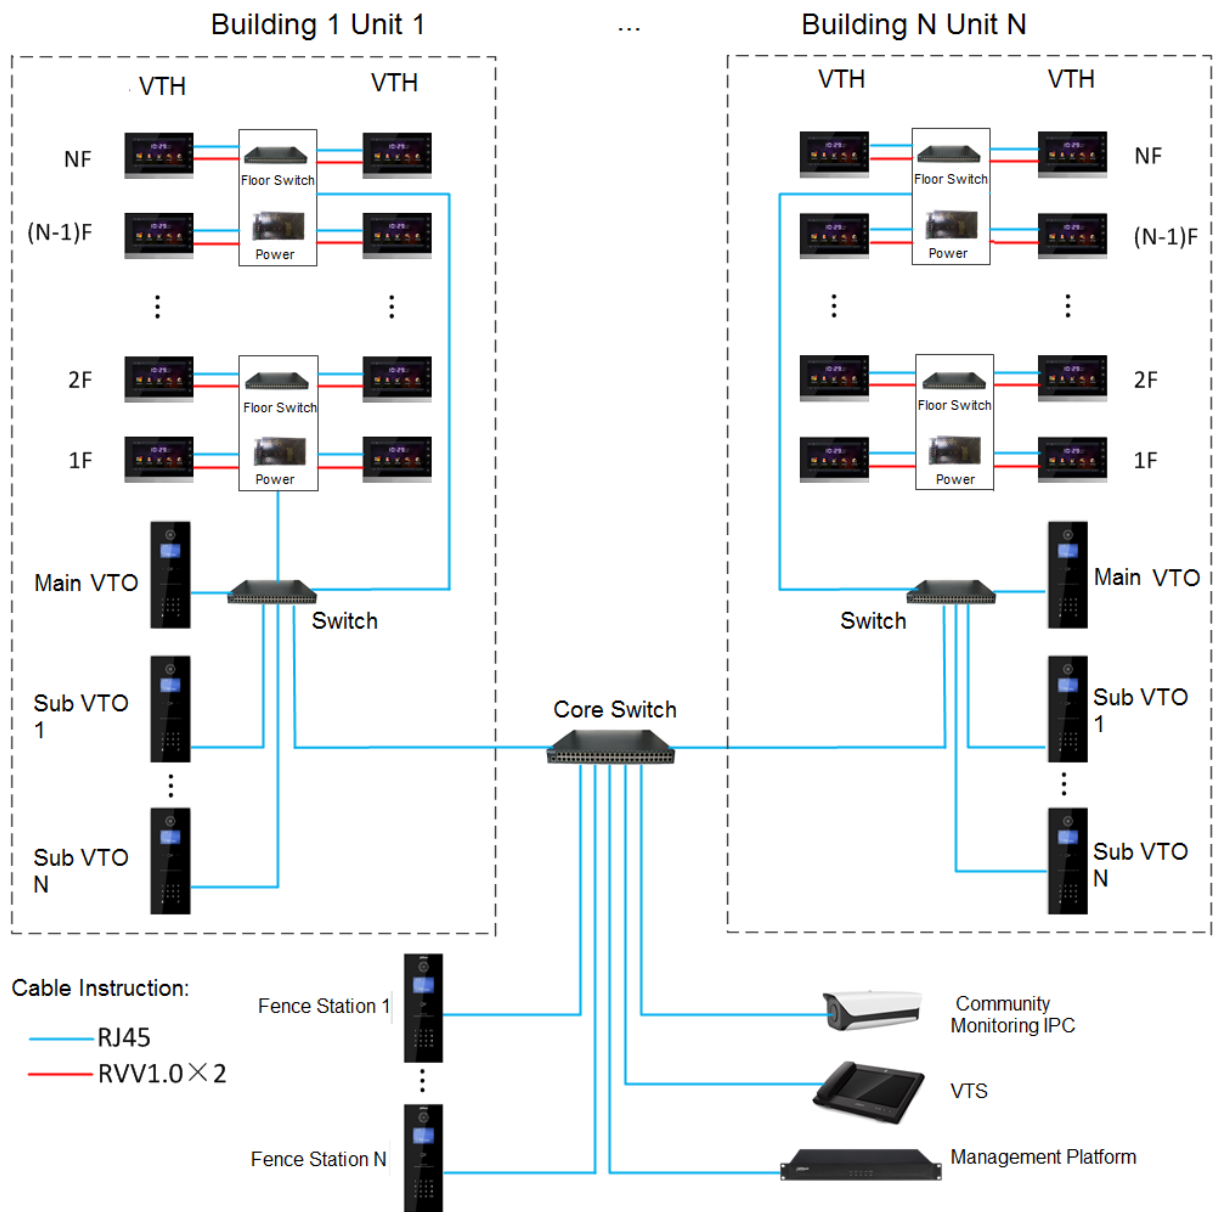 Building 1 Unit 1
...
Building N Unit N
VTH
VTH
VTH
VTH
NF
Floor Switch
(N-1)F
Power
2F
Floor Switch
1F
Power
Main VTO
Switch
Sub VTO
1
Sub VTO
N
Floor Switch
NF
Power
(N-1)F
Floor Switch
2F
Power
1F
Main VTO
Switch
Sub VTO
1
Sub VTO
N
Core Switch
Cable Instruction:
RJ45
RVV1.0×2
Fence Station 1
Fence Station N
Community
Monitoring IPC
VTS
Management Platform